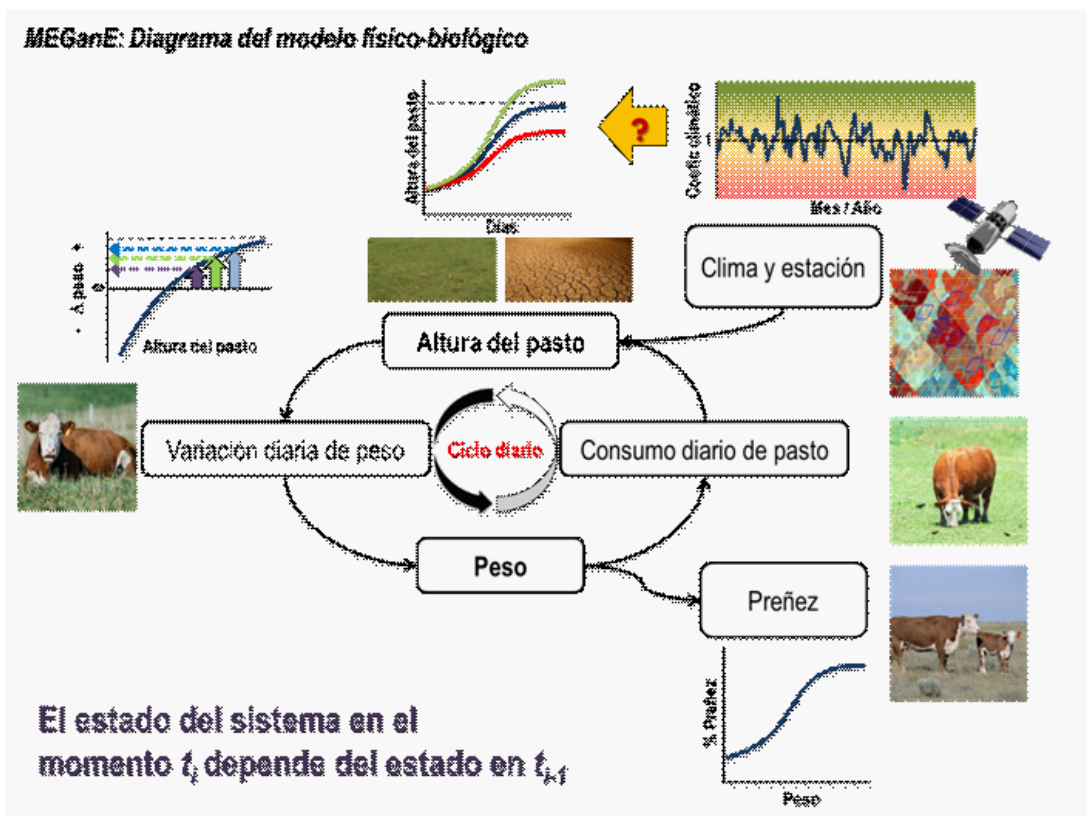 MEGanE: Diagrama del modelo físico-biológico
Altura del pasto
Días
?
Coefic climático
1
Mes / Año
- Δ peso +
0
Altura del pasto
Clima y estación
Altura del pasto
Variación diaria de peso
Ciclo diario
Consumo diario de pasto
Peso
Preñez
% Preñez
Peso
El estado del sistema en el
momento ti depende del estado en ti-1